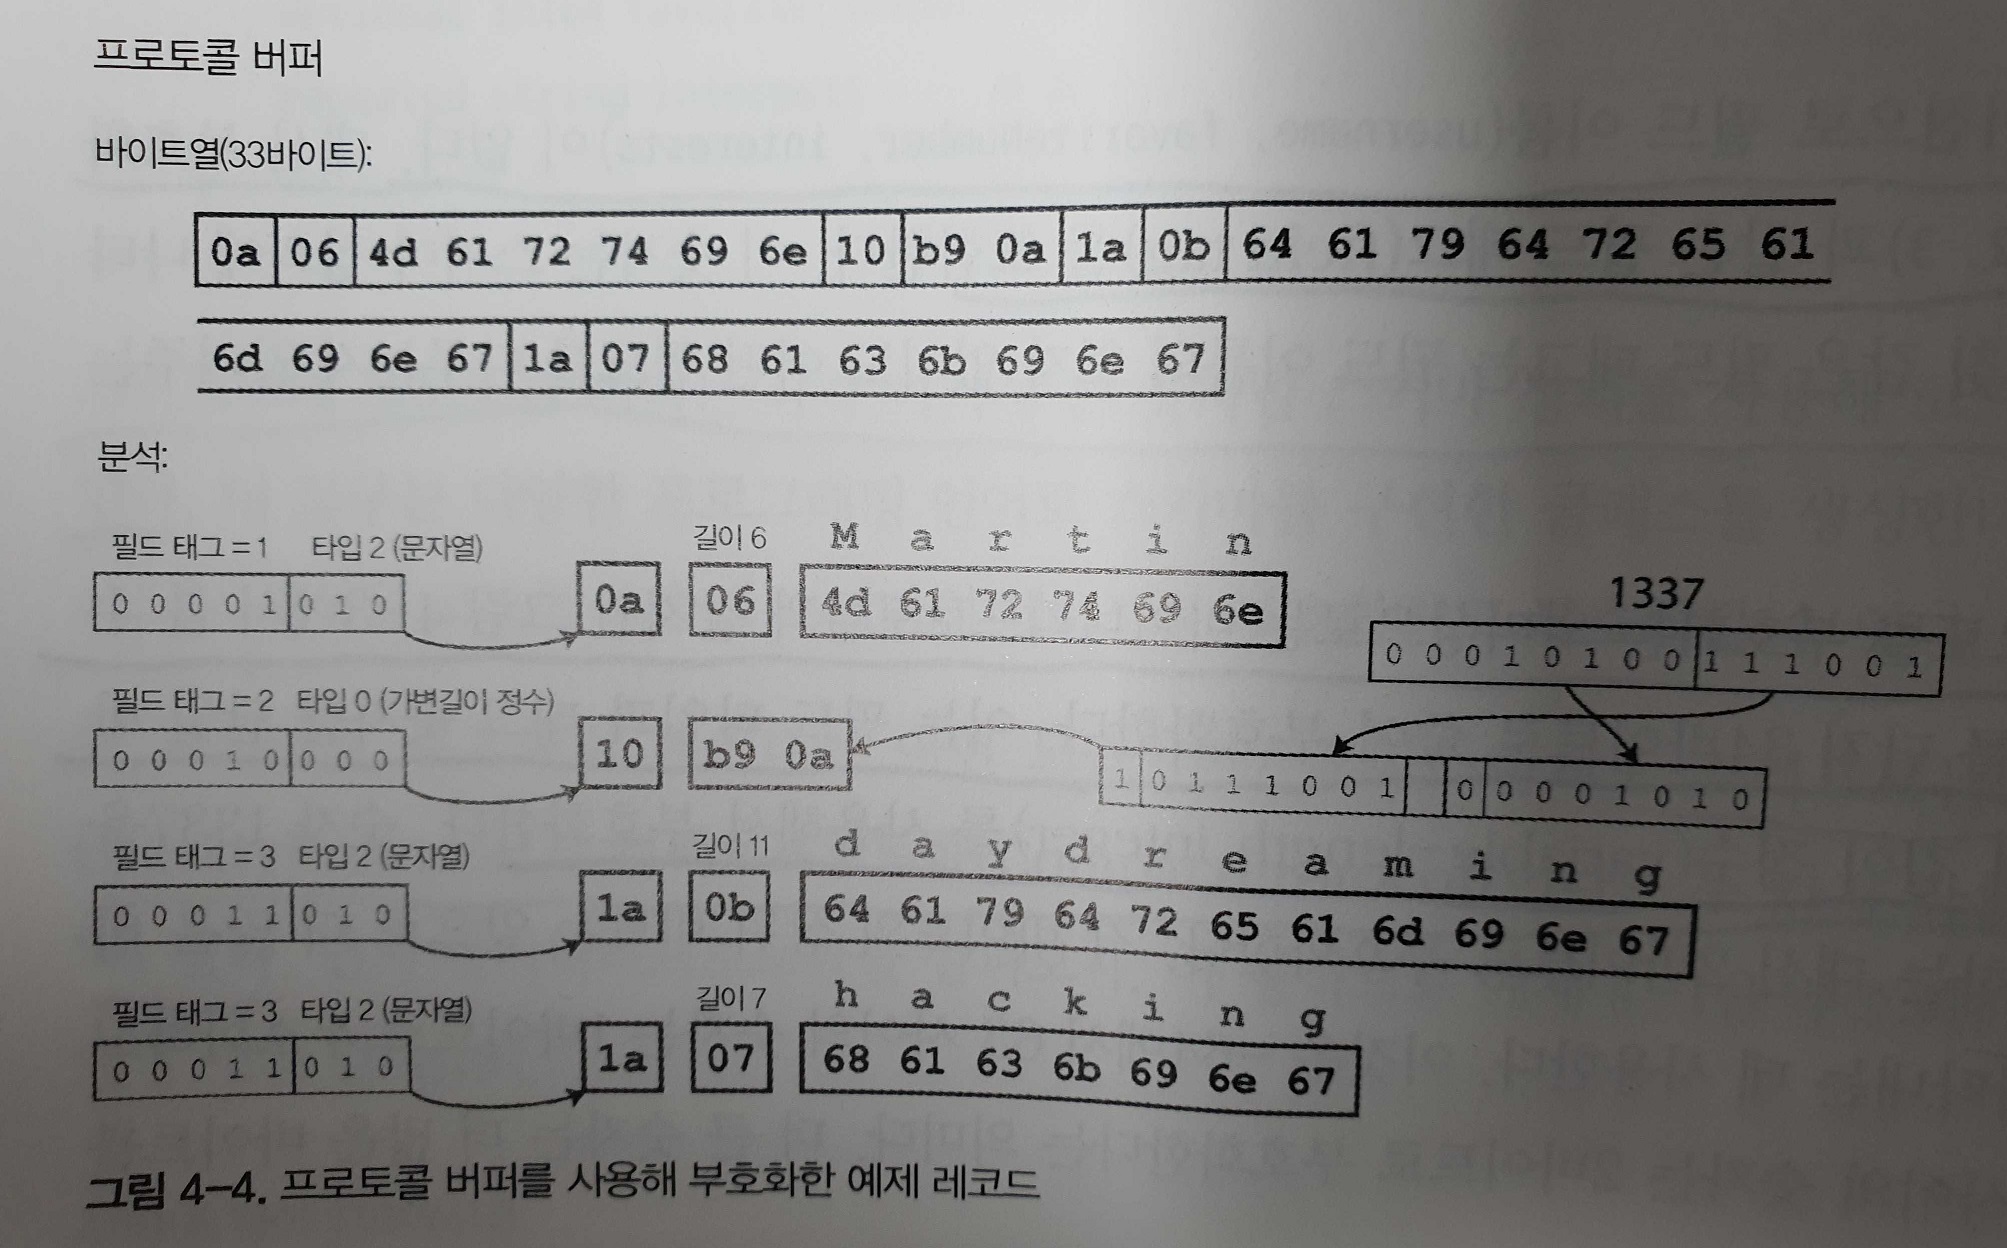 프로토콜 버퍼
바이트열(33바이트):
0a 06 4d 61 72 74 69 6e 10 b9 0a 1a 0b 64 61 79 64 72 65 61
6d 69 6e 67 1a 07 68 61 63 6b 69 6e 67
분석:
필드 태그 = 1 타입 2 (문자열) 길이 6 M a r t i n
0 0 0 0 1 0 1 0 0a 06 4d 61 72 74 69 6e
1337
0 0 0 1 0 1 0 0 1 1 1 0 0 1
필드 태그 = 2 타입 0 (가변길이 정수)
0 0 0 1 0 0 0 0 10 b9 0a 1 0 1 1 1 0 0 1 0 0 0 0 1 0 1 0
필드 태그 = 3 타입 2 (문자열) 길이 11 d a y d r e a m i n g
0 0 0 1 1 0 1 0 1a 0b 64 61 79 64 72 65 61 6d 69 6e 67
필드 태그 = 3 타입 2 (문자열) 길이 7 h a c k i n g
0 0 0 1 1 0 1 0 1a 07 68 61 63 6b 69 6e 67
그림 4-4. 프로토콜 버퍼를 사용해 부호화한 예제 레코드